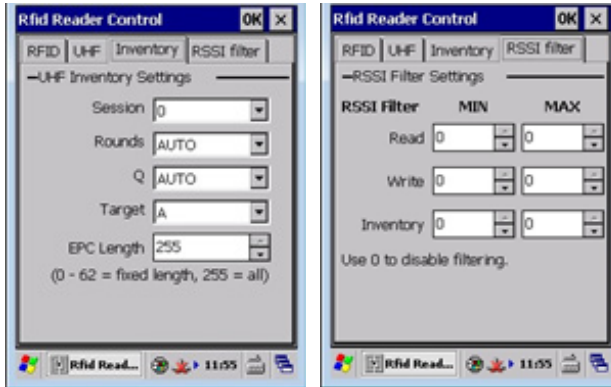 Rfid Reader Control OK
RFID UHF Inventory RSSI filter
UHF Inventory Settings
Session 0
Rounds AUTO
Q AUTO
Target A
EPC Length 255
(0 - 62 = fixed length, 255 = all)
Rfid Read... 11:55
Rfid Reader Control OK
RFID UHF Inventory RSSI filter
RSSI Filter Settings
RSSI Filter MIN MAX
Read 0 0
Write 0 0
Inventory 0 0
Use 0 to disable filtering.
Rfid Read... 11:55